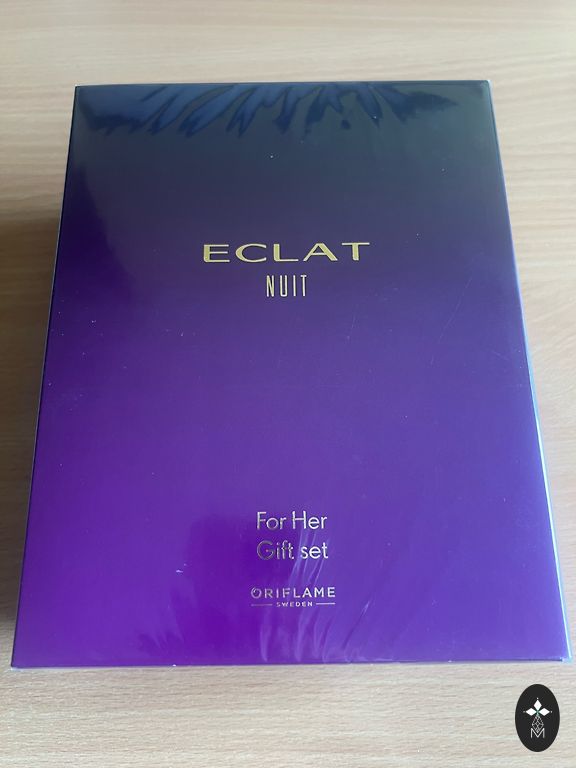 ECLAT
NUIT
For Her
Gift set
ORIFLAME
SWEDEN
M